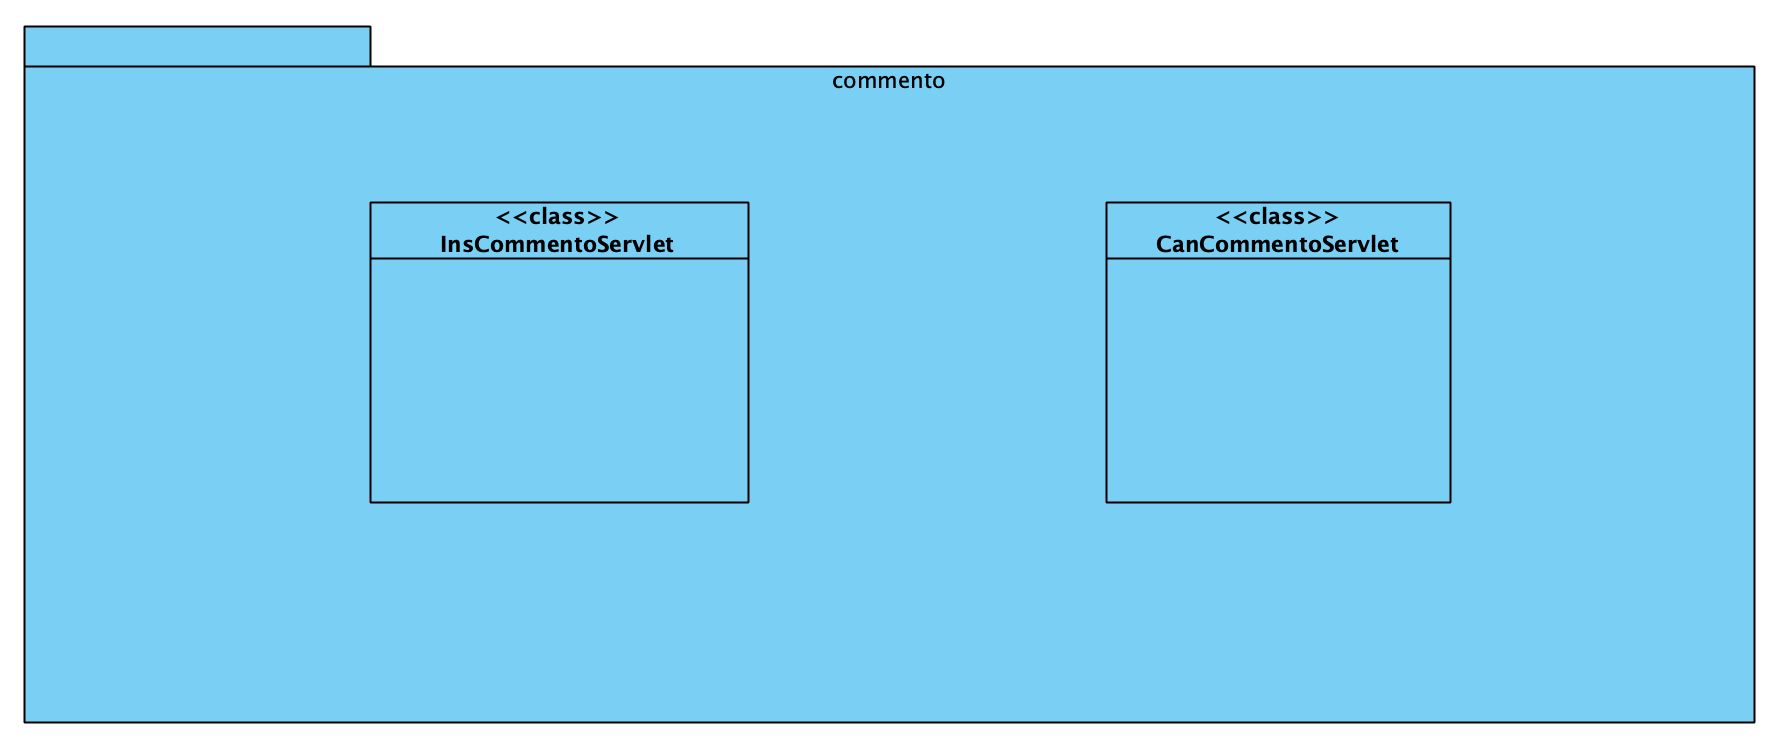 commento
<<class>>
InsCommentoServlet
<<class>>
CanCommentoServlet